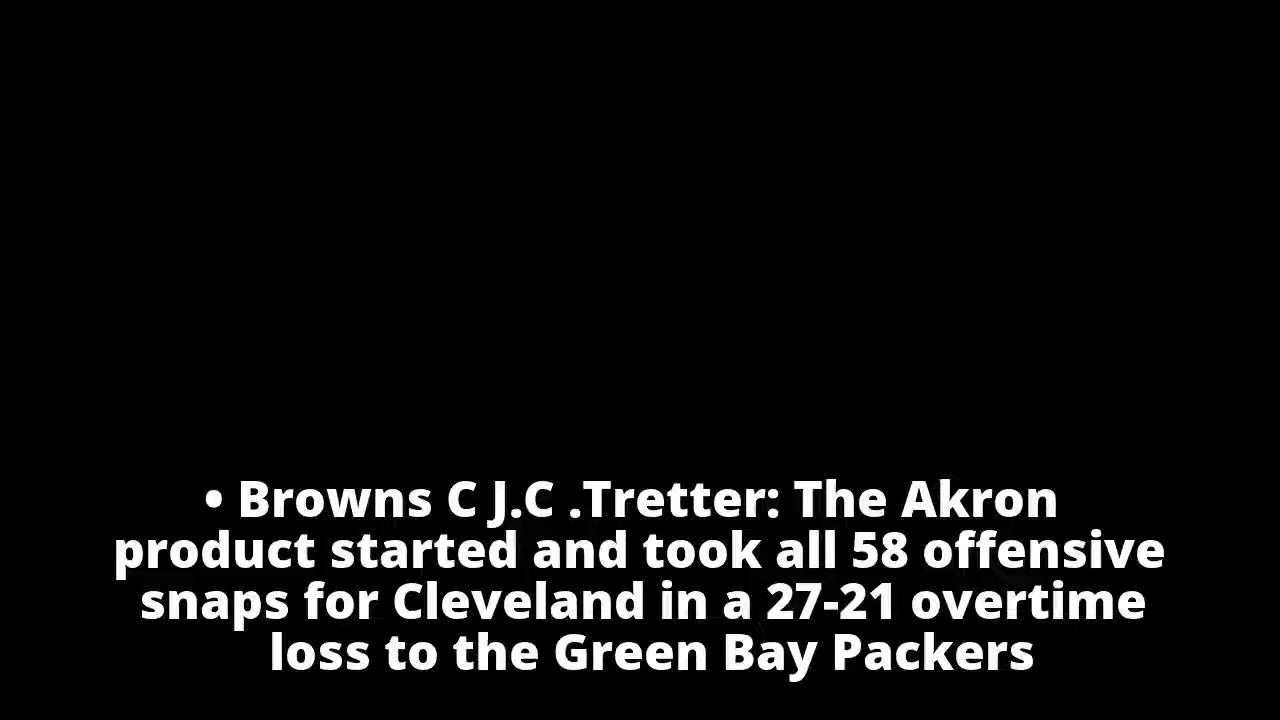 • Browns C J.C .Tretter: The Akron
product started and took all 58 offensive
snaps for Cleveland in a 27-21 overtime
loss to the Green Bay Packers